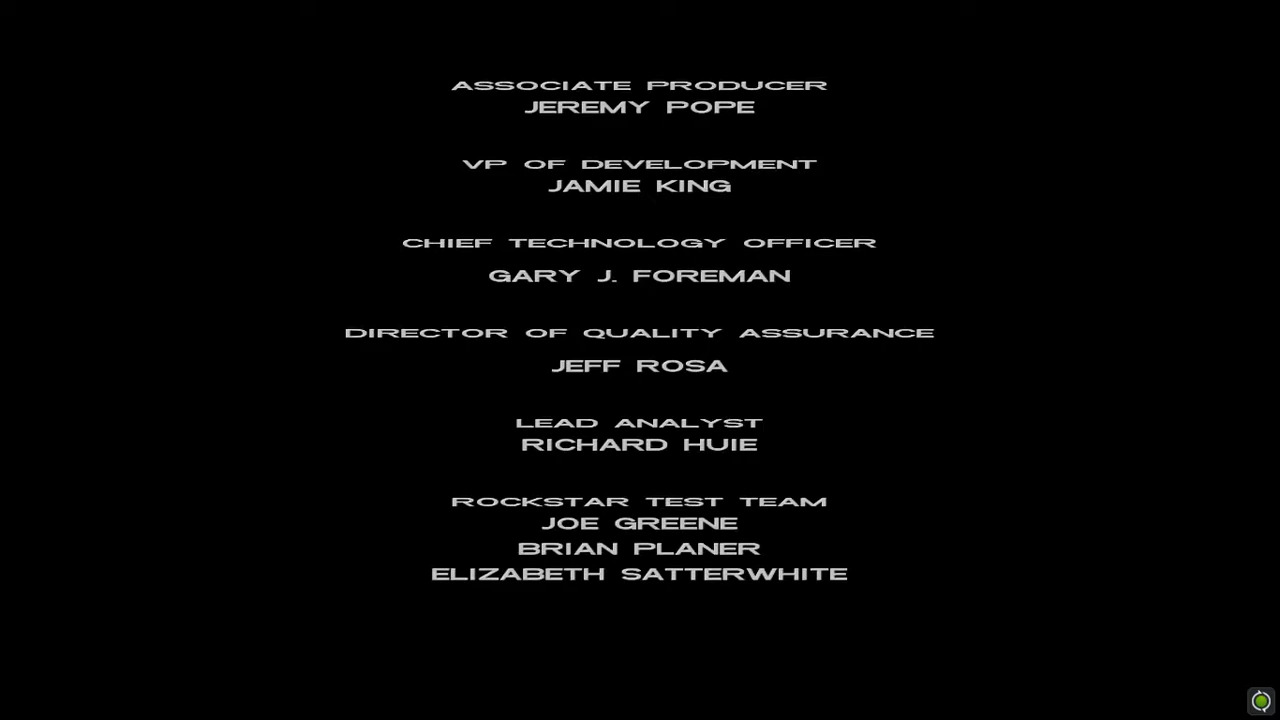 ASSOCIATE PRODUCER
JEREMY POPE
VP OF DEVELOPMENT
JAMIE KING
CHIEF TECHNOLOGY OFFICER
GARY J. FOREMAN
DIRECTOR OF QUALITY ASSURANCE
JEFF ROSA
LEAD ANALYST
RICHARD HUIE
ROCKSTAR TEST TEAM
JOE GREENE
BRIAN PLANER
ELIZABETH SATTERWHITE